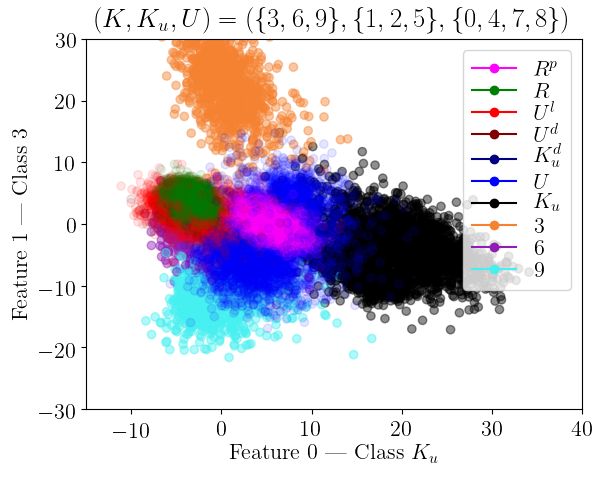 (K, K_u, U) = ({3, 6, 9}, {1, 2, 5}, {0, 4, 7, 8})
30
20
10
0
−10
−20
−30
Feature 1 — Class 3
R^p
R
U^l
U^d
K_u^d
U
K_u
3
6
9
−10
0
10
20
30
40
Feature 0 — Class K_u